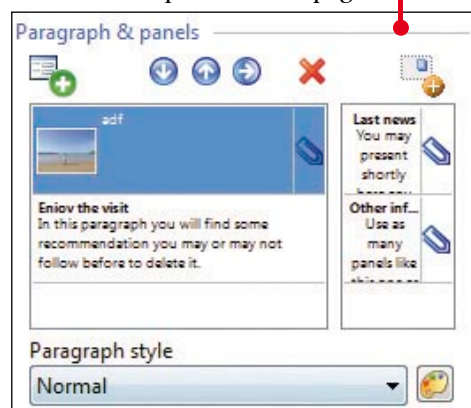 Paragraph & panels
adf
Enjoy the visit
In this paragraph you will find some
recommendation you may or may not
follow before to delete it.
Last news
You may
present
shortly
Other inf...
Use as
many
panels like
Paragraph style
Normal